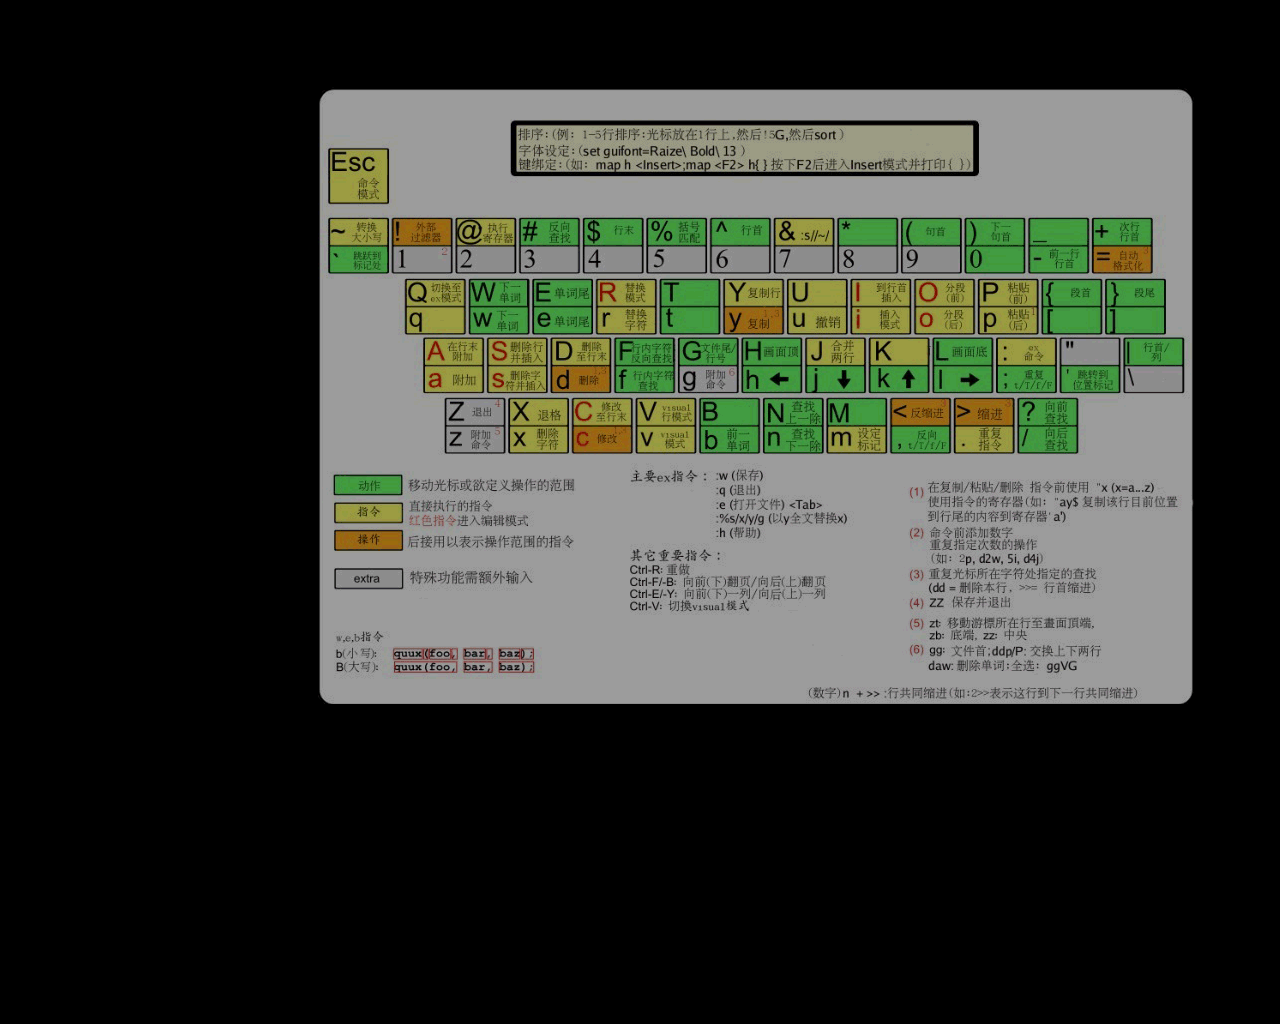 排序:(例: 1-5行排序:光标放在1行上,然后!5G,然后sort )
字体设定:(set guifont=Raize\ Bold\ 13 )
键绑定:(如: map h <Insert>;map <F2> h{ } 按下F2后进入Insert模式并打印{ })
Esc 命令模式
~ 转换大小写 ! 外部过滤器 @ 执行寄存器 # 反向查找 $ 行末 % 括号匹配 ^ 行首 & :s//~/ * ( 句首 ) 下一句首 _ + 次行行首
` 跳跃到标记处 1 2 2 3 4 5 6 7 8 9 0 - 前一行行首 = 自动格式化
Q 切换至ex模式 W 下一单词 E 单词尾 R 替换模式 T Y 复制行 U I 到行首插入 O 分段(前) P 粘贴(前) { 段首 } 段尾
q w 下一单词 e 单词尾 r 替换字符 t y 复制 1,3 u 撤销 i 插入模式 o 分段(后) p 粘贴(后) 1 [ ]
A 在行末附加 S 删除行并插入 D 删除至行末 F 行内字符反向查找 G 文件尾/行号 H 画面顶 J 合并两行 K L 画面底 : ex命令 " | 行首/列
a 附加 s 删除字符并插入 d 删除 1,3 f 行内字符查找 g 附加命令 6 h ← j ↓ k ↑ l → ; 重复t/T/f/F ' 跳转到位置标记 \
Z 退出 4 X 退格 C 修改至行末 V visual行模式 B N 查找上一除 M < 反缩进 > 缩进 ? 向前查找
z 附加命令 5 x 删除字符 c 修改 v visual模式 b 前一单词 n 查找下一除 m 设定标记 , 反向t/T/f/F . 重复指令 / 向后查找
动作 移动光标或欲定义操作的范围
指令 直接执行的指令
红色指令进入编辑模式
操作 后接用以表示操作范围的指令
extra 特殊功能需额外输入
w,e,b指令
b(小写): quux(foo, bar, baz);
B(大写): quux(foo, bar, baz);
主要ex指令: :w (保存)
:q (退出)
:e (打开文件) <Tab>
:%s/x/y/g (以y全文替换x)
:h (帮助)
其它重要指令:
Ctrl-R: 重做
Ctrl-F/-B: 向前(下)翻页/向后(上)翻页
Ctrl-E/-Y: 向前(下)一列/向后(上)一列
Ctrl-V: 切换visual模式
(1) 在复制/粘贴/删除 指令前使用 "x (x=a...z)
使用指令的寄存器(如: "ay$ 复制该行目前位置
到行尾的内容到寄存器'a')
(2) 命令前添加数字
重复指定次数的操作
(如: 2p, d2w, 5i, d4j)
(3) 重复光标所在字符处指定的查找
(dd = 删除本行, >>= 行首缩进)
(4) ZZ 保存并退出
(5) zt: 移動游標所在行至畫面頂端,
zb: 底端, zz: 中央
(6) gg: 文件首;ddp/P: 交换上下两行
daw: 删除单词;全选: ggVG
(数字)n + >> :行共同缩进(如:2>>表示这行到下一行共同缩进)